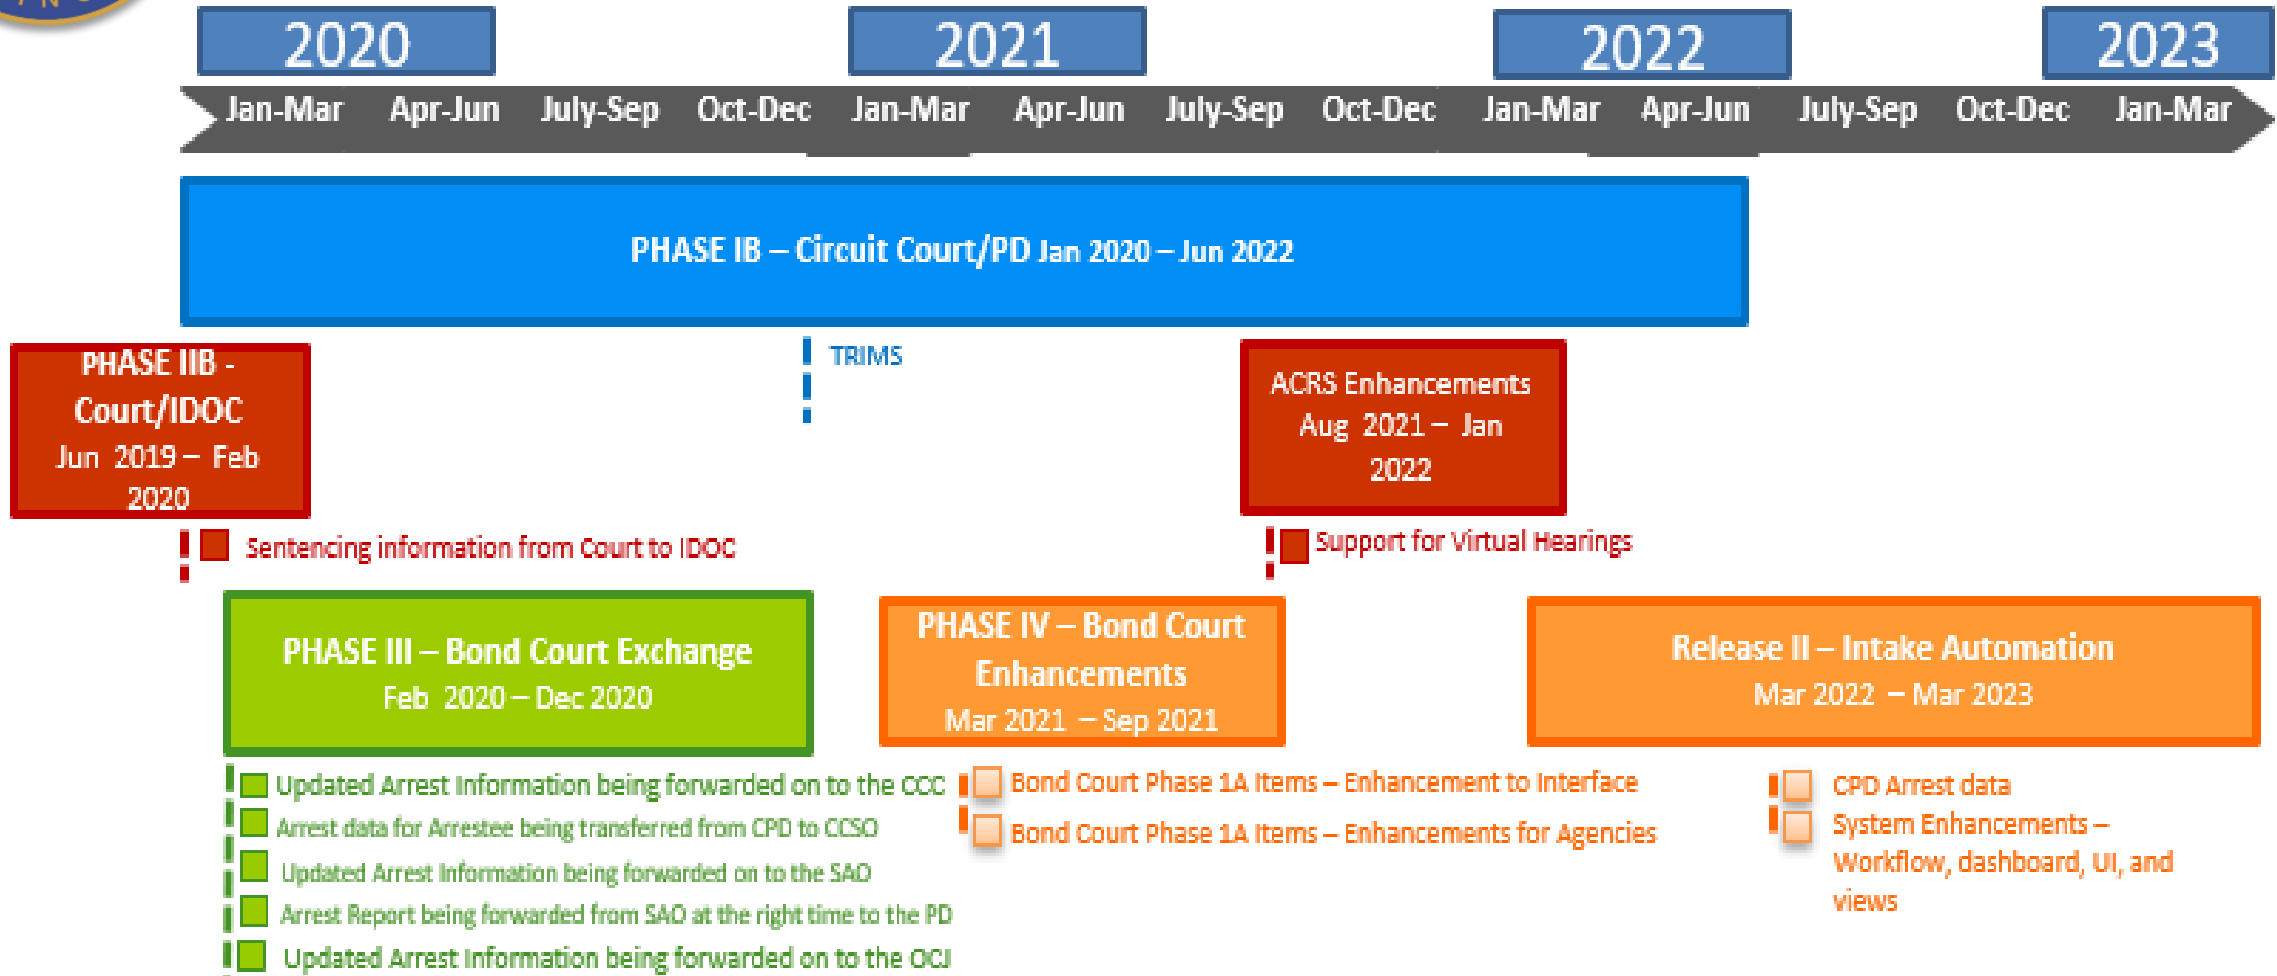 2020
2021
2022
2023
Jan-Mar Apr-Jun July-Sep Oct-Dec Jan-Mar Apr-Jun July-Sep Oct-Dec Jan-Mar Apr-Jun July-Sep Oct-Dec Jan-Mar
PHASE IB – Circuit Court/PD Jan 2020 – Jun 2022
PHASE IIB -
Court/IDOC
Jun 2019 – Feb
2020
TRIMS
ACRS Enhancements
Aug 2021 – Jan
2022
Sentencing information from Court to IDOC
Support for Virtual Hearings
PHASE III – Bond Court Exchange
Feb 2020 – Dec 2020
PHASE IV – Bond Court
Enhancements
Mar 2021 – Sep 2021
Release II – Intake Automation
Mar 2022 – Mar 2023
Updated Arrest Information being forwarded on to the CCC
Arrest data for Arrestee being transferred from CPD to CCSO
Updated Arrest Information being forwarded on to the SAO
Arrest Report being forwarded from SAO at the right time to the PD
Updated Arrest Information being forwarded on to the OCJ
Bond Court Phase 1A Items – Enhancement to Interface
Bond Court Phase 1A Items – Enhancements for Agencies
CPD Arrest data
System Enhancements –
Workflow, dashboard, UI, and
views